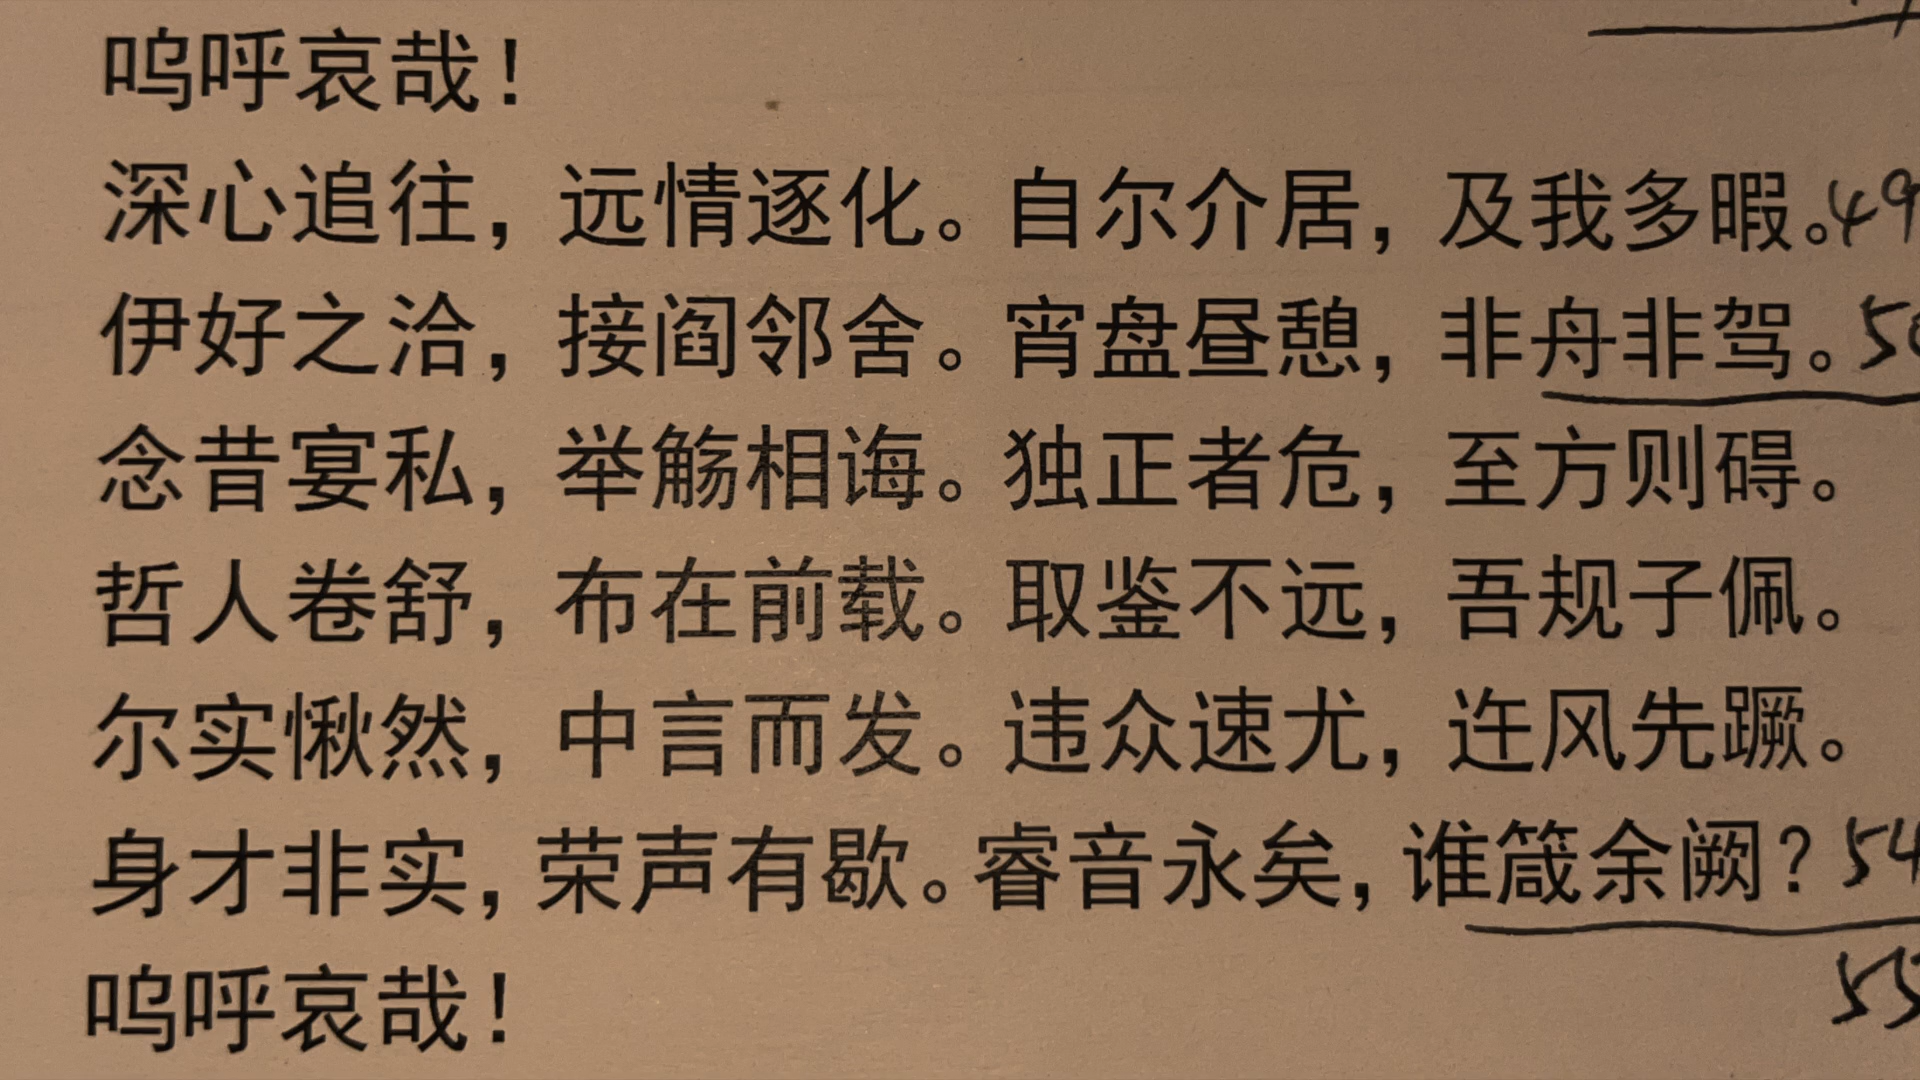 呜呼哀哉！
深心追往，远情逐化。自尔介居，及我多暇。49
伊好之洽，接阎邻舍。宵盘昼憩，非舟非驾。50
念昔宴私，举觞相诲。独正者危，至方则碍。
哲人卷舒，布在前载。取鉴不远，吾规子佩。
尔实愀然，中言而发。违众速尤，迕风先蹶。
身才非实，荣声有歇。睿音永矣，谁箴余阙？54
呜呼哀哉！55